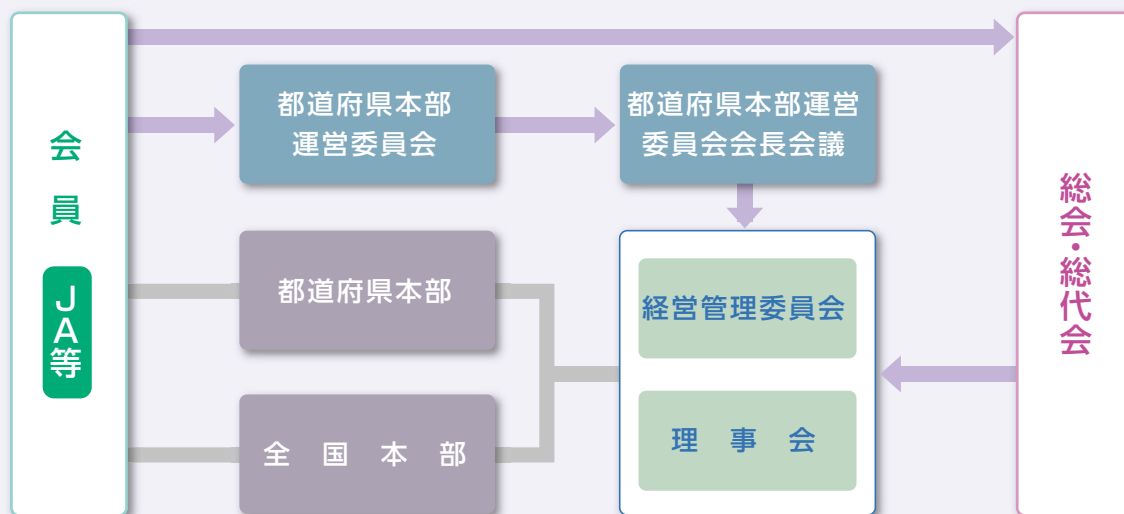 会員
JA等
都道府県本部
運営委員会
都道府県本部運営
委員会会長会議
都道府県本部
全国本部
経営管理委員会
理事会
総会・総代会